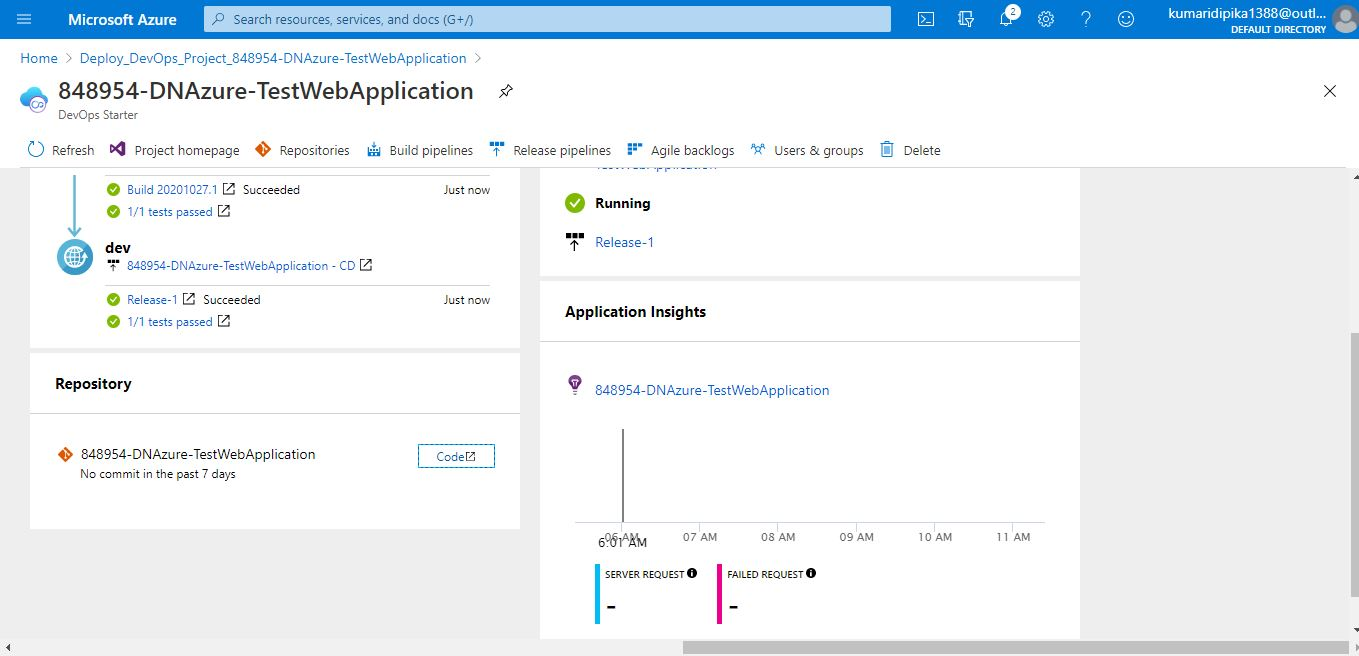 Microsoft Azure
Search resources, services, and docs (G+/)
2
kumaridipika1388@outl...
DEFAULT DIRECTORY
Home > Deploy_DevOps_Project_848954-DNAzure-TestWebApplication >
848954-DNAzure-TestWebApplication
DevOps Starter
Refresh Project homepage Repositories Build pipelines Release pipelines Agile backlogs Users & groups Delete
Build 20201027.1 Succeeded Just now
1/1 tests passed
dev
848954-DNAzure-TestWebApplication - CD
Release-1 Succeeded Just now
1/1 tests passed
Repository
848954-DNAzure-TestWebApplication
No commit in the past 7 days
Code
TestWebApplication
Running
Release-1
Application Insights
848954-DNAzure-TestWebApplication
06 AM 07 AM 08 AM 09 AM 10 AM 11 AM
6:01 AM
SERVER REQUEST FAILED REQUEST
- -